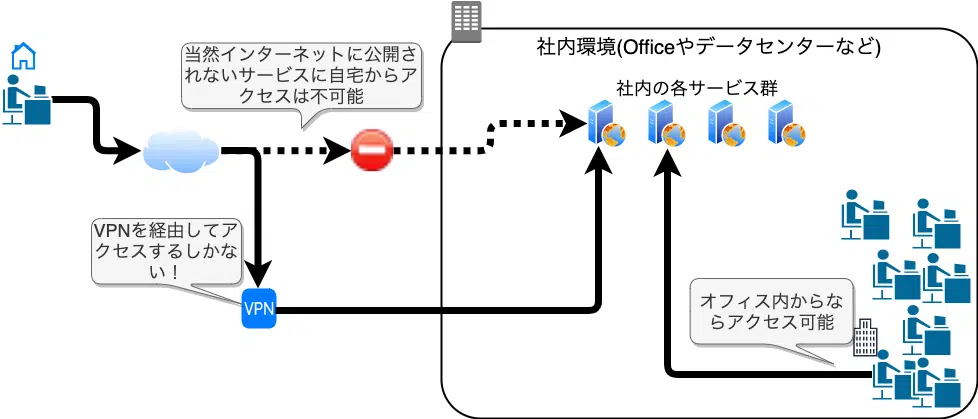 社内環境(Officeやデータセンターなど)
当然インターネットに公開さ
れないサービスに自宅からア
クセスは不可能
社内の各サービス群
VPNを経由してア
クセスするしかな
い！
VPN
オフィス内からな
らアクセス可能